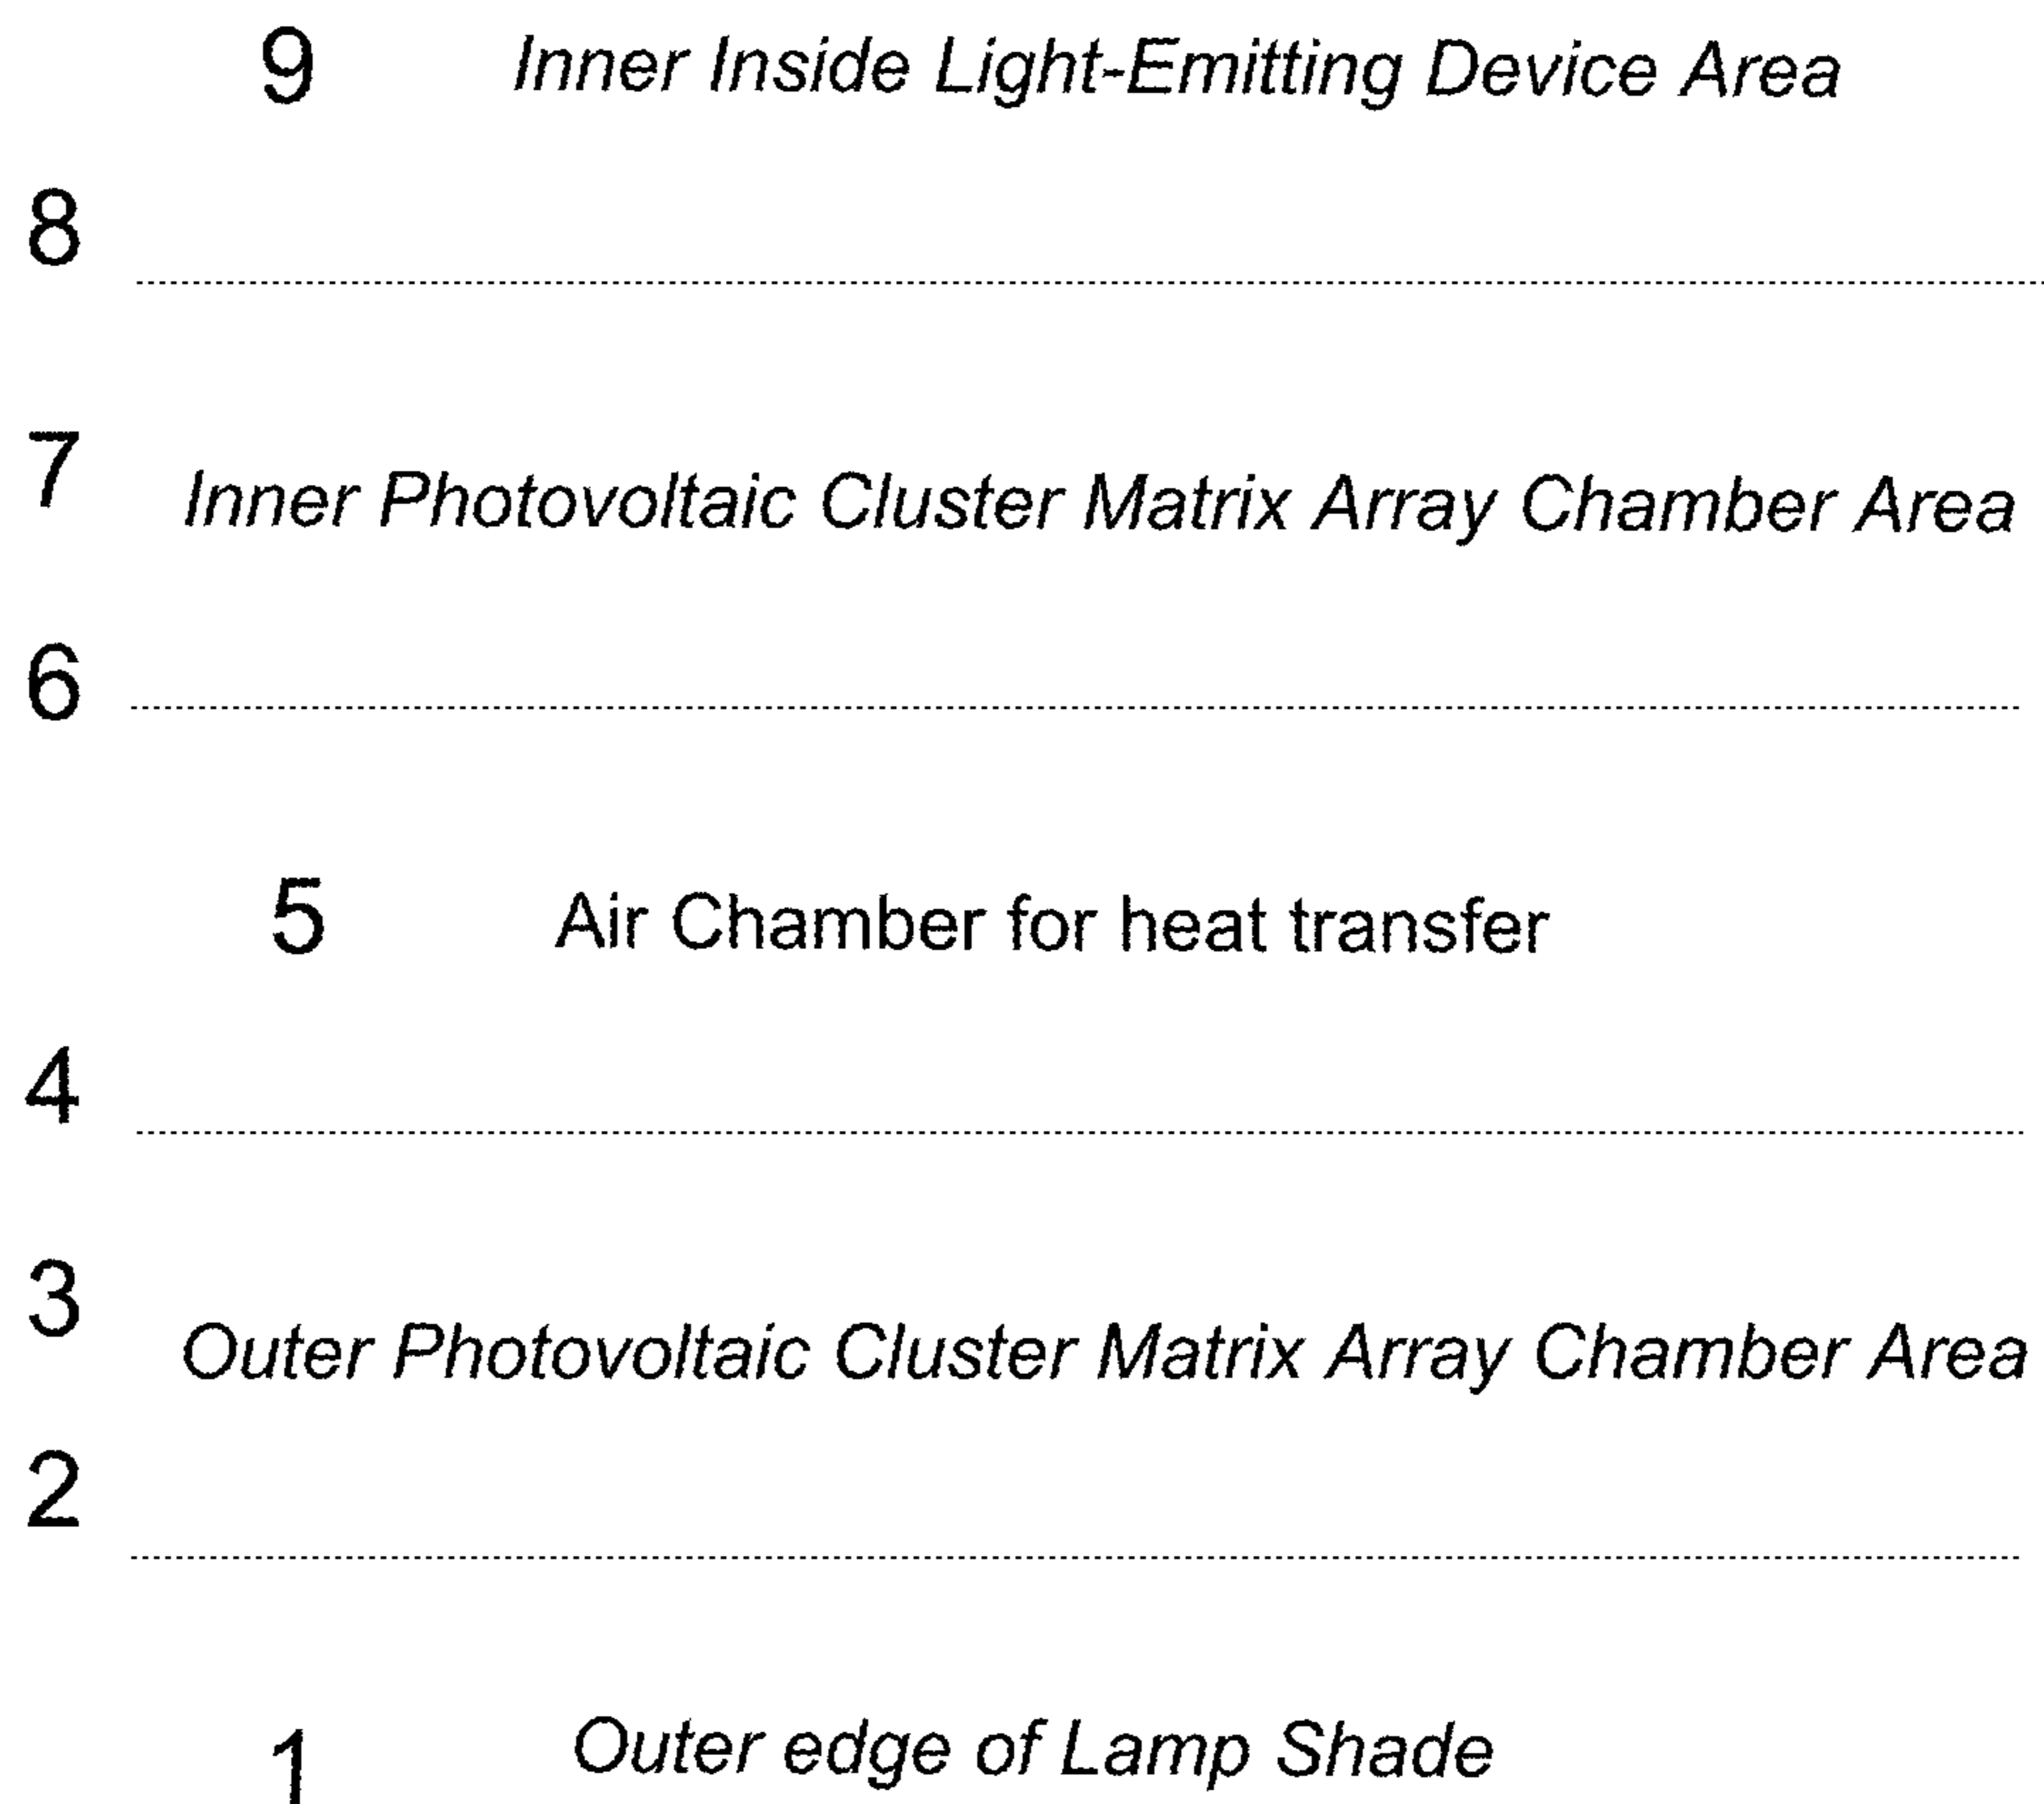 9 Inner Inside Light-Emitting Device Area
8
7 Inner Photovoltaic Cluster Matrix Array Chamber Area
6
5 Air Chamber for heat transfer
4
3 Outer Photovoltaic Cluster Matrix Array Chamber Area
2
1 Outer edge of Lamp Shade